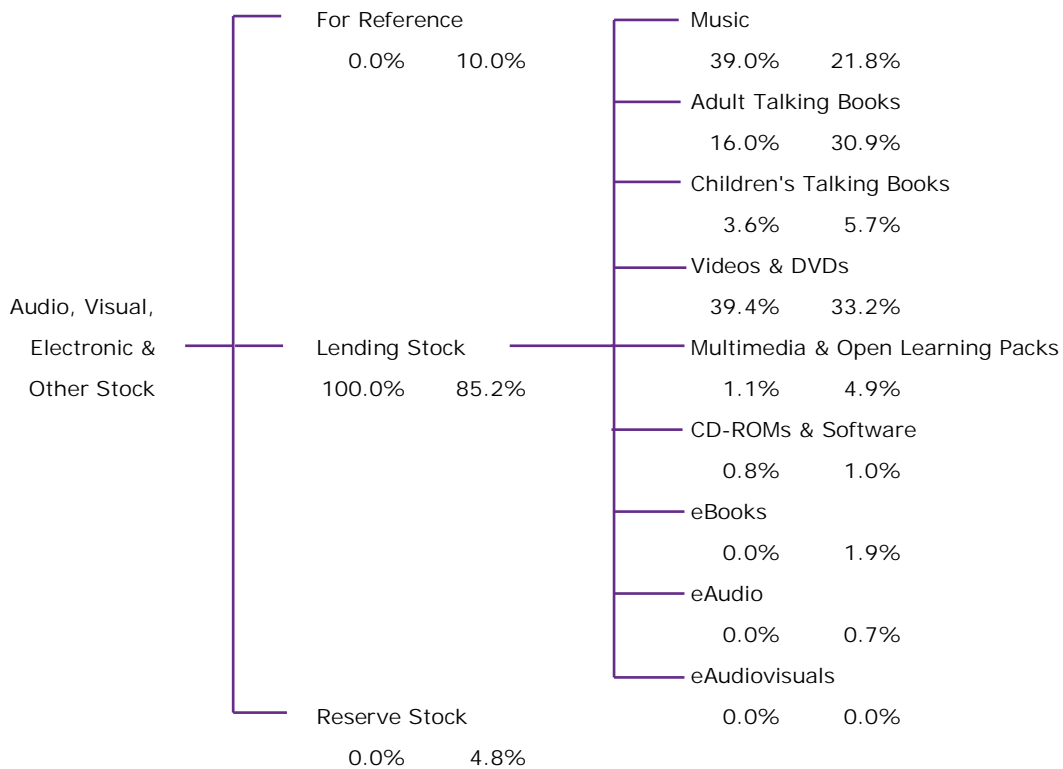 For Reference
0.0% 10.0%
Audio, Visual,
Electronic &
Other Stock
Lending Stock
100.0% 85.2%
Reserve Stock
0.0% 4.8%
Music
39.0% 21.8%
Adult Talking Books
16.0% 30.9%
Children's Talking Books
3.6% 5.7%
Videos & DVDs
39.4% 33.2%
Multimedia & Open Learning Packs
1.1% 4.9%
CD-ROMs & Software
0.8% 1.0%
eBooks
0.0% 1.9%
eAudio
0.0% 0.7%
eAudiovisuals
0.0% 0.0%